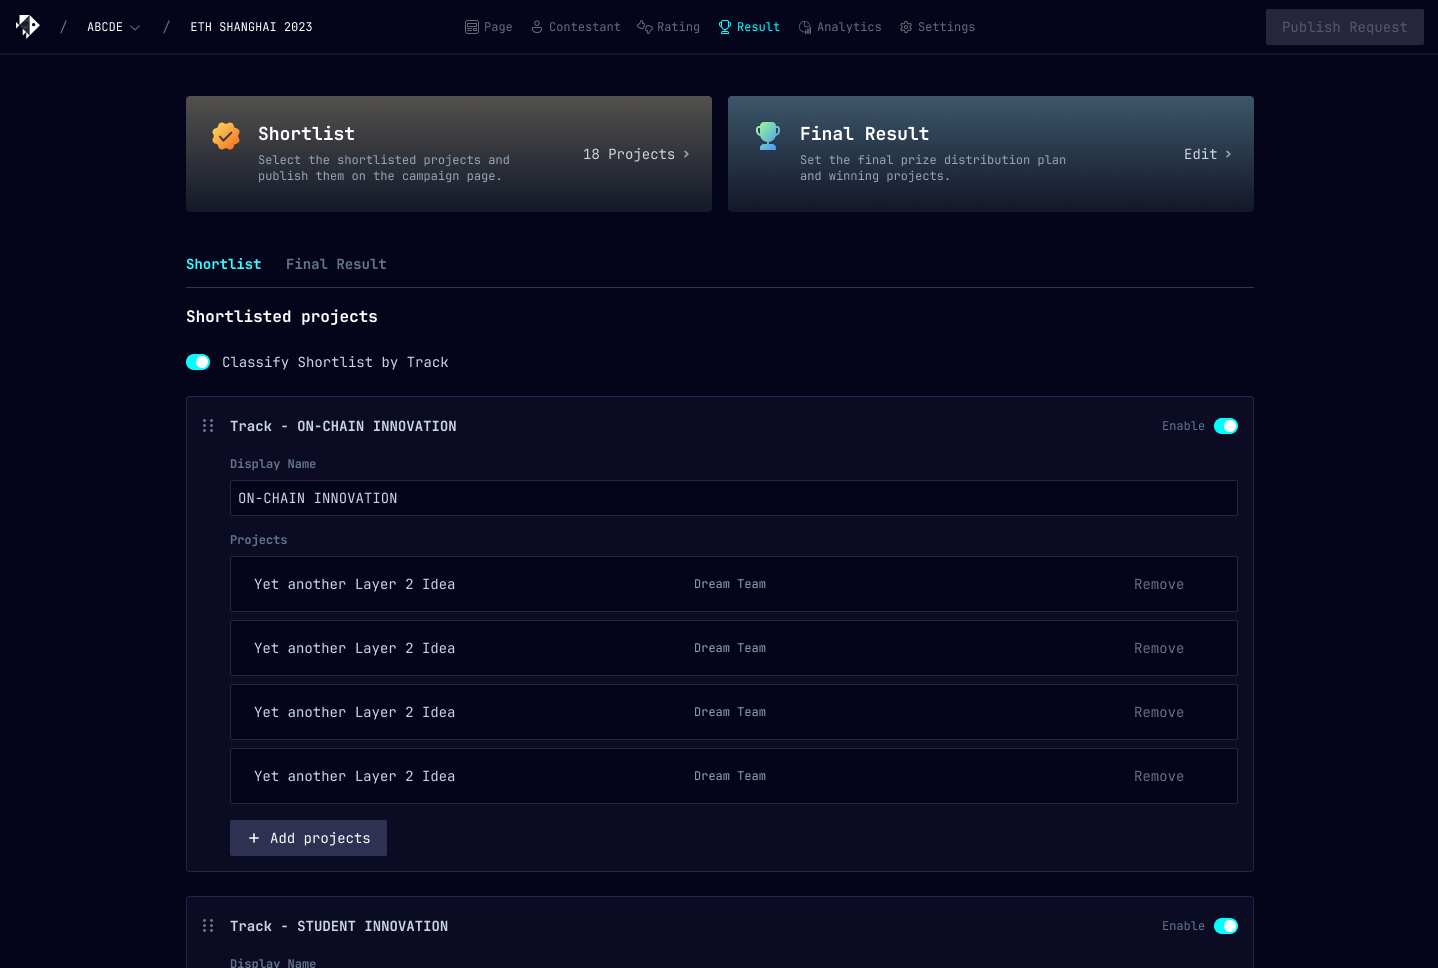 / ABCDE / ETH SHANGHAI 2023 Page Contestant Rating Result Analytics Settings Publish Request
Shortlist
Select the shortlisted projects and
publish them on the campaign page.
18 Projects >
Final Result
Set the final prize distribution plan
and winning projects.
Edit >
Shortlist Final Result
Shortlisted projects
Classify Shortlist by Track
Track - ON-CHAIN INNOVATION Enable
Display Name
ON-CHAIN INNOVATION
Projects
Yet another Layer 2 Idea Dream Team Remove
Yet another Layer 2 Idea Dream Team Remove
Yet another Layer 2 Idea Dream Team Remove
Yet another Layer 2 Idea Dream Team Remove
+ Add projects
Track - STUDENT INNOVATION Enable
Display Name